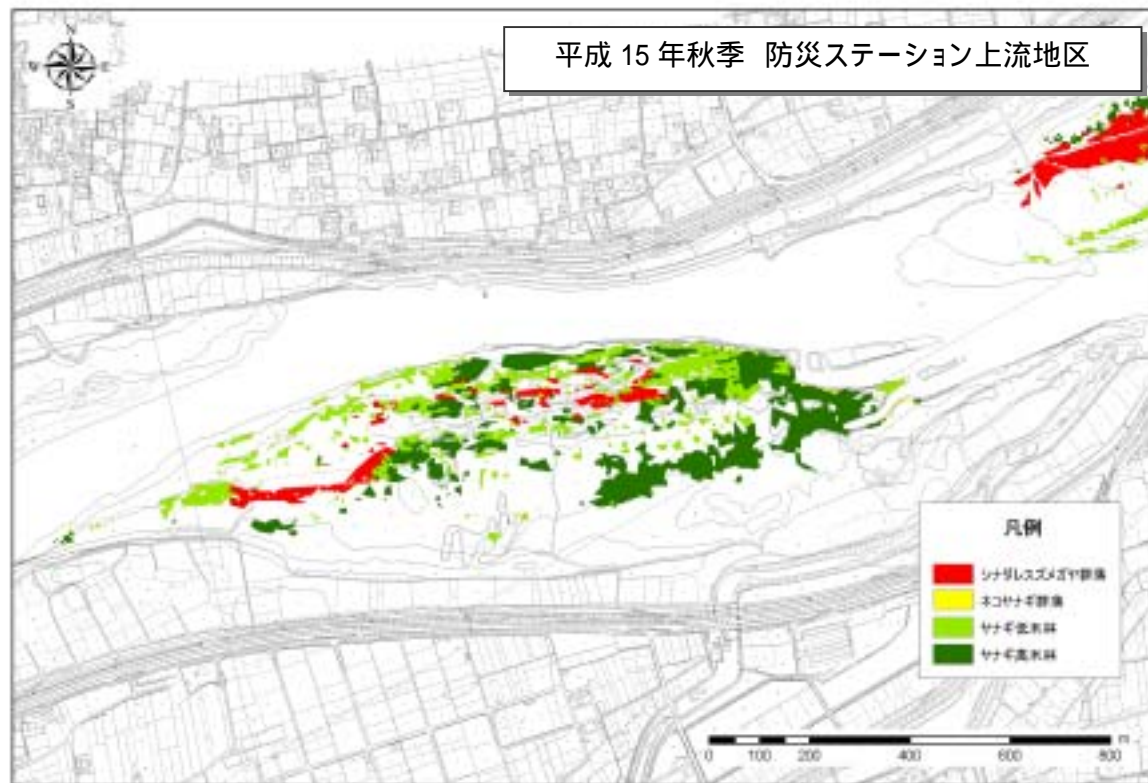 平成 15 年秋季 防災ステーション上流地区
N
W E
S
凡例
シナダレスズメガヤ群落
ネコヤナギ群落
ヤナギ低木林
ヤナギ高木林
m
0 100 200 400 600 800